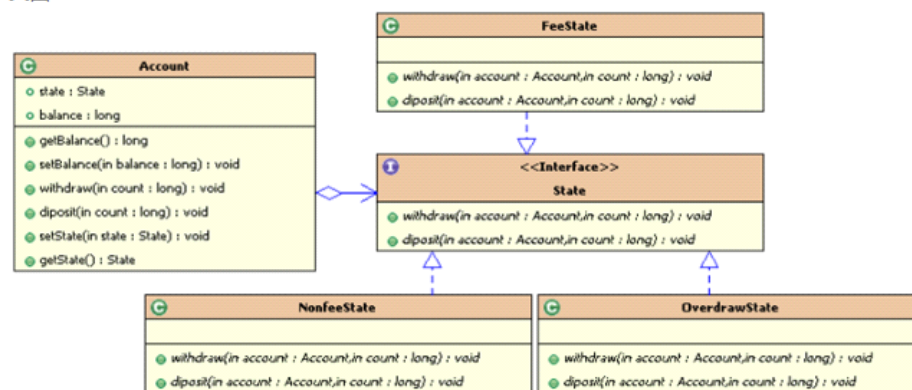 FeeState
withdraw(in account : Account,in count : long) : void
diposit(in account : Account,in count : long) : void
Account
state : State
balance : long
getBalance() : long
setBalance(in balance : long) : void
withdraw(in count : long) : void
diposit(in count : long) : void
setState(in state : State) : void
getState() : State
<<Interface>>
State
withdraw(in account : Account,in count : long) : void
diposit(in account : Account,in count : long) : void
NonfeeState
withdraw(in account : Account,in count : long) : void
diposit(in account : Account,in count : long) : void
OverdrawState
withdraw(in account : Account,in count : long) : void
diposit(in account : Account,in count : long) : void